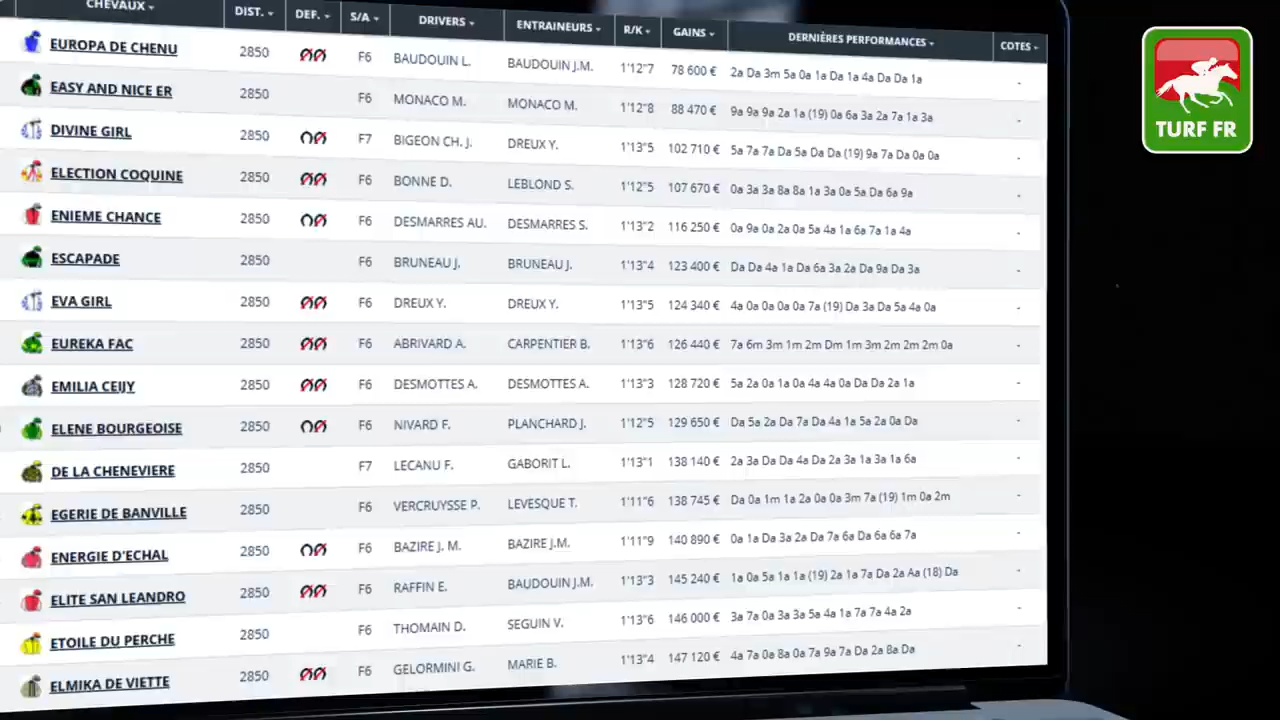 CHEVAUX DIST. DEF. S/A DRIVERS ENTRAINEURS R/K GAINS DERNIÈRES PERFORMANCES COTES
EUROPA DE CHENU 2850 F6 BAUDOUIN L. BAUDOUIN J.M. 1'12"7 78 600 € 2a Da 3m 5a 0a 1a Da 1a 4a Da Da 1a -
EASY AND NICE ER 2850 F6 MONACO M. MONACO M. 1'12"8 88 470 € 9a 9a 9a 2a 1a (19) 0a 6a 3a 2a 7a 1a 3a -
DIVINE GIRL 2850 F7 BIGEON CH. J. DREUX Y. 1'13"5 102 710 € 5a 7a 7a Da 5a Da Da (19) 9a 7a Da 0a 0a -
ELECTION COQUINE 2850 F6 BONNE D. LEBLOND S. 1'12"5 107 670 € 0a 3a 3a 8a 8a 1a 3a 0a 5a Da 6a 9a -
ENIEME CHANCE 2850 F6 DESMARRES AU. DESMARRES S. 1'13"2 116 250 € 0a 9a 0a 2a 0a 5a 4a 1a 6a 7a 1a 4a -
ESCAPADE 2850 F6 BRUNEAU J. BRUNEAU J. 1'13"4 123 400 € Da Da 4a 1a Da 6a 3a 2a Da 9a Da 3a -
EVA GIRL 2850 F6 DREUX Y. DREUX Y. 1'13"5 124 340 € 4a 0a 0a 0a 0a 7a (19) Da 3a Da 5a 4a 0a -
EUREKA FAC 2850 F6 ABRIVARD A. CARPENTIER B. 1'13"6 126 440 € 7a 6m 3m 1m 2m Dm 1m 3m 2m 2m 2m 0a -
EMILIA CEIJY 2850 F6 DESMOTTES A. DESMOTTES A. 1'13"3 128 720 € 5a 2a 0a 1a 0a 4a 4a 0a Da Da 2a 1a -
ELENE BOURGEOISE 2850 F6 NIVARD F. PLANCHARD J. 1'12"5 129 650 € Da 5a 2a Da 7a Da 4a 1a 5a 2a 0a Da -
DE LA CHENEVIERE 2850 F7 LECANU F. GABORIT L. 1'13"1 138 140 € 2a 3a Da Da 4a Da 2a 3a 1a 3a 1a 6a -
EGERIE DE BANVILLE 2850 F6 VERCRUYSSE P. LEVESQUE T. 1'11"6 138 745 € Da 0a 1m 1a 2a 0a 0a 3m 7a (19) 1m 0a 2m -
ENERGIE D'ECHAL 2850 F6 BAZIRE J. M. BAZIRE J.M. 1'11"9 140 890 € 0a 1a Da 3a 2a Da 7a 6a Da 6a 6a 7a -
ELITE SAN LEANDRO 2850 F6 RAFFIN E. BAUDOUIN J.M. 1'13"3 145 240 € 1a 0a 5a 1a 1a (19) 2a 1a 7a Da 2a Aa (18) Da -
ETOILE DU PERCHE 2850 F6 THOMAIN D. SEGUIN V. 1'13"6 146 000 € 3a 7a 0a 3a 3a 5a 4a 1a 7a 7a 4a 2a -
ELMIKA DE VIETTE 2850 F6 GELORMINI G. MARIE B. 1'13"4 147 120 € 4a 7a 0a 8a 0a 7a 9a 7a Da 2a 8a Da -
TURF FR